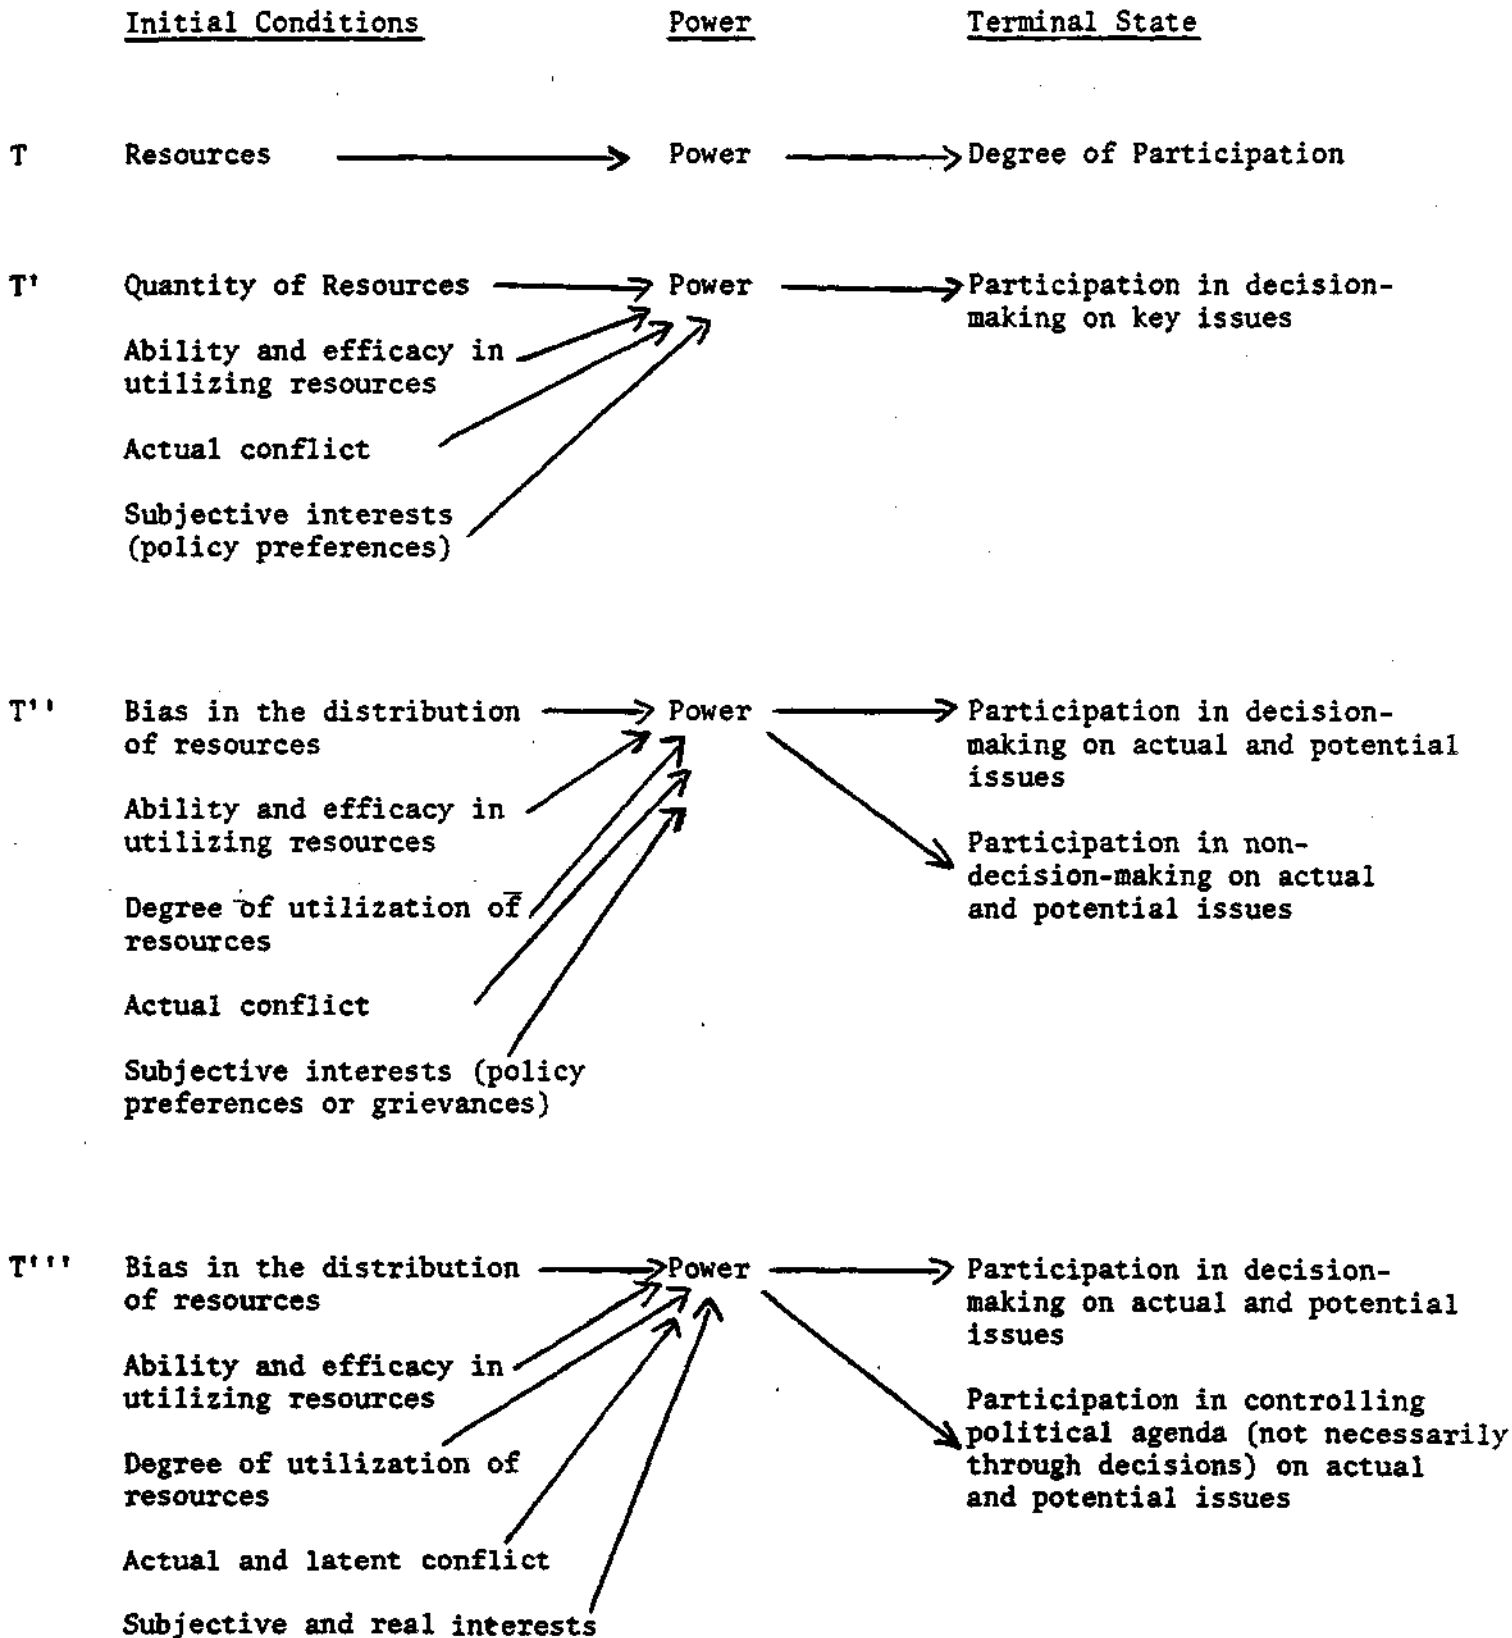 Initial Conditions Power Terminal State
T Resources Power Degree of Participation
T' Quantity of Resources Power Participation in decision-
making on key issues
Ability and efficacy in
utilizing resources
Actual conflict
Subjective interests
(policy preferences)
T'' Bias in the distribution
of resources
Power Participation in decision-
making on actual and potential
issues
Ability and efficacy in
utilizing resources
Participation in non-
decision-making on actual
and potential issues
Degree of utilization of
resources
Actual conflict
Subjective interests (policy
preferences or grievances)
T''' Bias in the distribution
of resources
Power Participation in decision-
making on actual and potential
issues
Ability and efficacy in
utilizing resources
Participation in controlling
political agenda (not necessarily
through decisions) on actual
and potential issues
Degree of utilization of
resources
Actual and latent conflict
Subjective and real interests